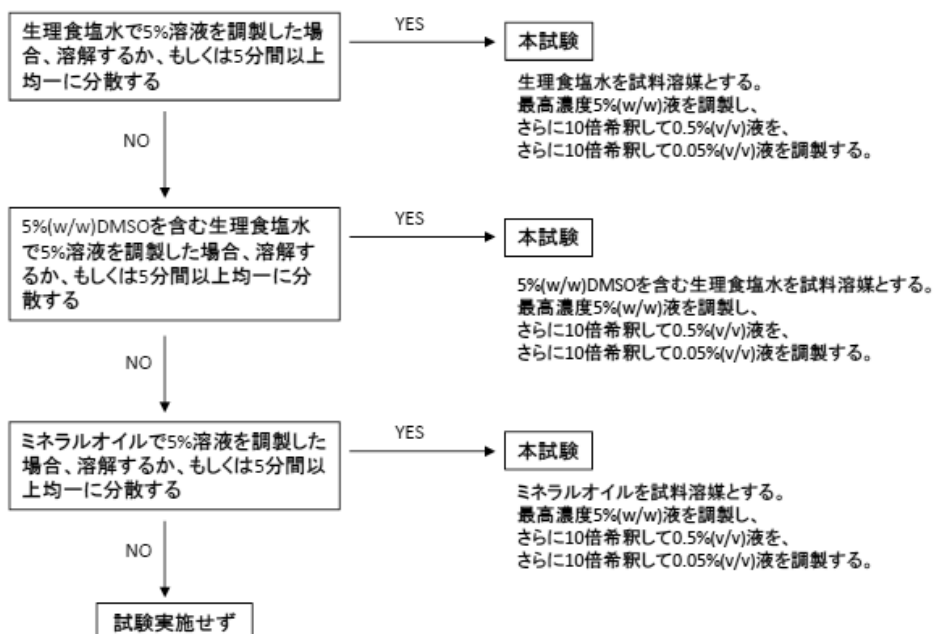 生理食塩水で5%溶液を調製した場
合、溶解するか、もしくは5分間以上
均一に分散する
YES
本試験
生理食塩水を試料溶媒とする。
最高濃度5%(w/w)液を調製し、
さらに10倍希釈して0.5%(v/v)液を、
さらに10倍希釈して0.05%(v/v)液を調製する。
NO
5%(w/w)DMSOを含む生理食塩水
で5%溶液を調製した場合、溶解す
るか、もしくは5分間以上均一に分
散する
YES
本試験
5%(w/w)DMSOを含む生理食塩水を試料溶媒とする。
最高濃度5%(w/w)液を調製し、
さらに10倍希釈して0.5%(v/v)液を、
さらに10倍希釈して0.05%(v/v)液を調製する。
NO
ミネラルオイルで5%溶液を調製した
場合、溶解するか、もしくは5分間以
上均一に分散する
YES
本試験
ミネラルオイルを試料溶媒とする。
最高濃度5%(w/w)液を調製し、
さらに10倍希釈して0.5%(v/v)液を、
さらに10倍希釈して0.05%(v/v)液を調製する。
NO
試験実施せず